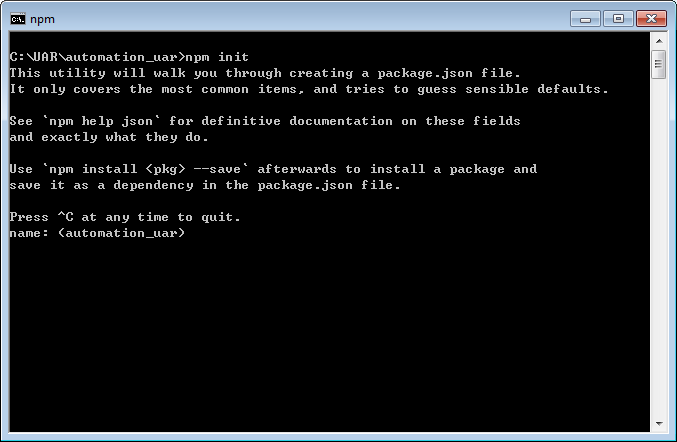 npm
C:\UAR\automation_uar>npm init
This utility will walk you through creating a package.json file.
It only covers the most common items, and tries to guess sensible defaults.
See `npm help json` for definitive documentation on these fields
and exactly what they do.
Use `npm install <pkg> --save` afterwards to install a package and
save it as a dependency in the package.json file.
Press ^C at any time to quit.
name: (automation_uar)